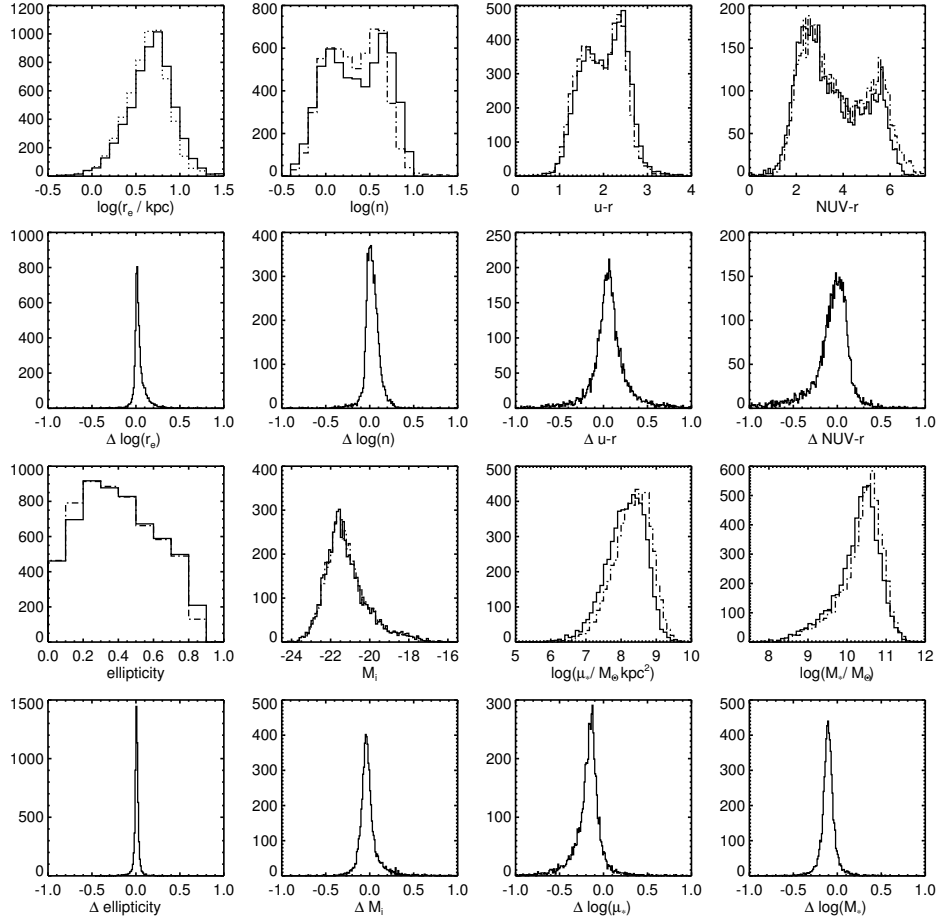 1200
1000
800
600
400
200
0
-0.5 0.0 0.5 1.0 1.5
log(r_e / kpc)
800
600
400
200
0
-0.5 0.0 0.5 1.0 1.5
log(n)
500
400
300
200
100
0
0 1 2 3 4
u-r
200
150
100
50
0
0 2 4 6
NUV-r
1000
800
600
400
200
0
-1.0 -0.5 0.0 0.5 1.0
Δ log(r_e)
400
300
200
100
0
-1.0 -0.5 0.0 0.5 1.0
Δ log(n)
250
200
150
100
50
0
-1.0 -0.5 0.0 0.5 1.0
Δ u-r
200
150
100
50
0
-1.0 -0.5 0.0 0.5 1.0
Δ NUV-r
1000
800
600
400
200
0
0.0 0.2 0.4 0.6 0.8 1.0
ellipticity
400
300
200
100
0
-24 -22 -20 -18 -16
M_i
500
400
300
200
100
0
5 6 7 8 9 10
log(μ_*/ M_⊙ kpc²)
600
500
400
300
200
100
0
8 9 10 11 12
log(M_*/ M_⊙)
1500
1000
500
0
-1.0 -0.5 0.0 0.5 1.0
Δ ellipticity
500
400
300
200
100
0
-1.0 -0.5 0.0 0.5 1.0
Δ M_i
300
200
100
0
-1.0 -0.5 0.0 0.5 1.0
Δ log(μ_*)
500
400
300
200
100
0
-1.0 -0.5 0.0 0.5 1.0
Δ log(M_*)